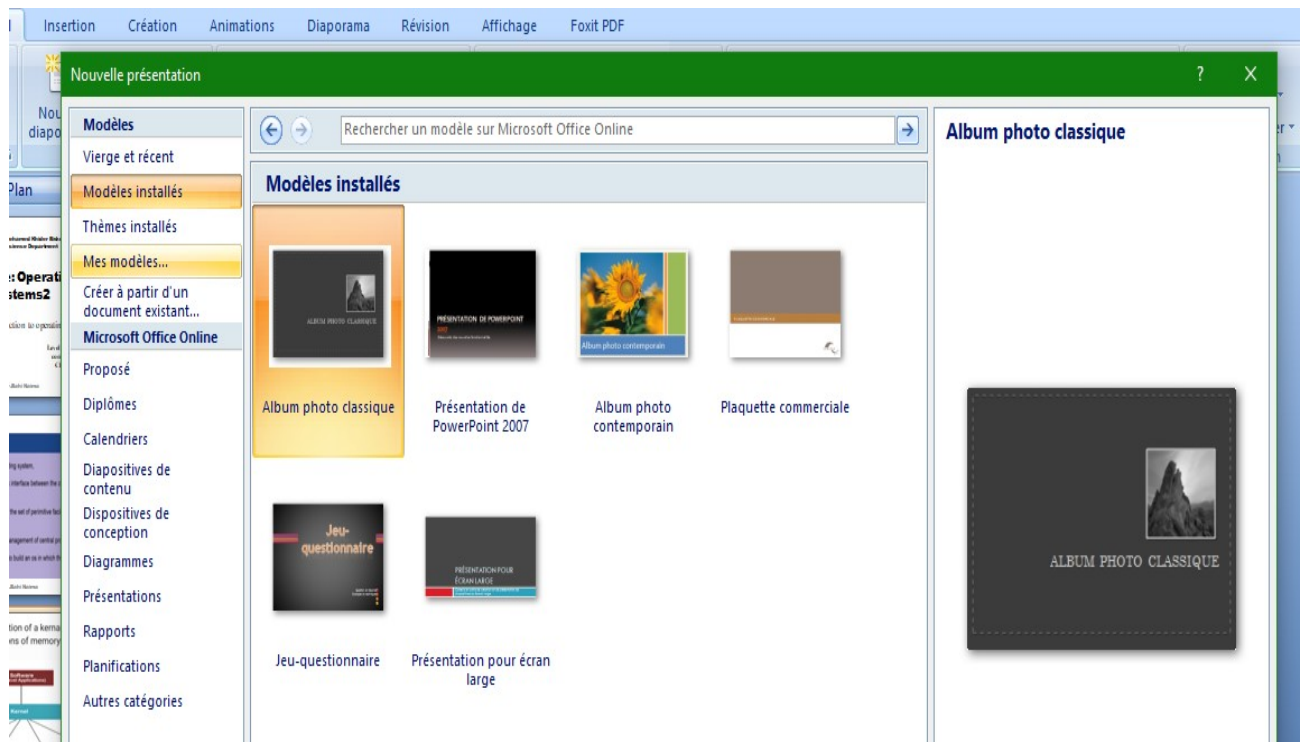 Insertion Création Animations Diaporama Révision Affichage Foxit PDF
Nouvelle présentation ? X
Nou
diapo
Plan
Modèles
Vierge et récent
Modèles installés
Thèmes installés
Mes modèles...
Créer à partir d'un
document existant...
Microsoft Office Online
Proposé
Diplômes
Calendriers
Diapositives de
contenu
Dispositives de
conception
Diagrammes
Présentations
Rapports
Planifications
Autres catégories
Rechercher un modèle sur Microsoft Office Online
Modèles installés
ALBUM PHOTO CLASSIQUE
Album photo classique
PRÉSENTATION DE POWERPOINT
2007
Présentation de
PowerPoint 2007
Album photo contemporain
Album photo
contemporain
Plaquette commerciale
Jeu-
questionnaire
Jeu-questionnaire
PRÉSENTATION POUR
ÉCRAN LARGE
Présentation pour écran
large
Album photo classique
ALBUM PHOTO CLASSIQUE